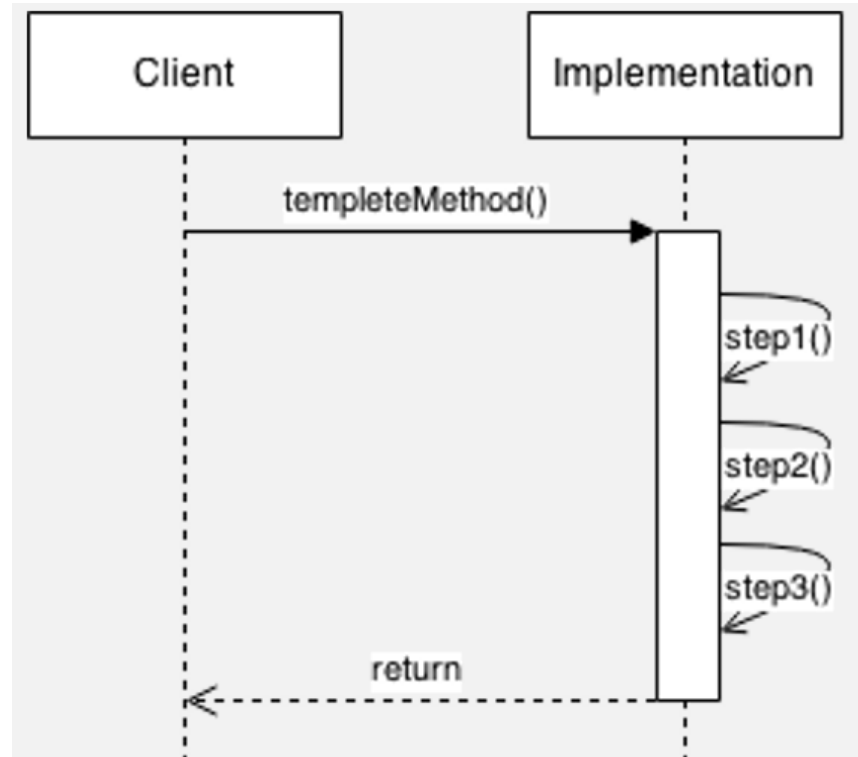 Client
Implementation
templeteMethod()
step1()
step2()
step3()
return